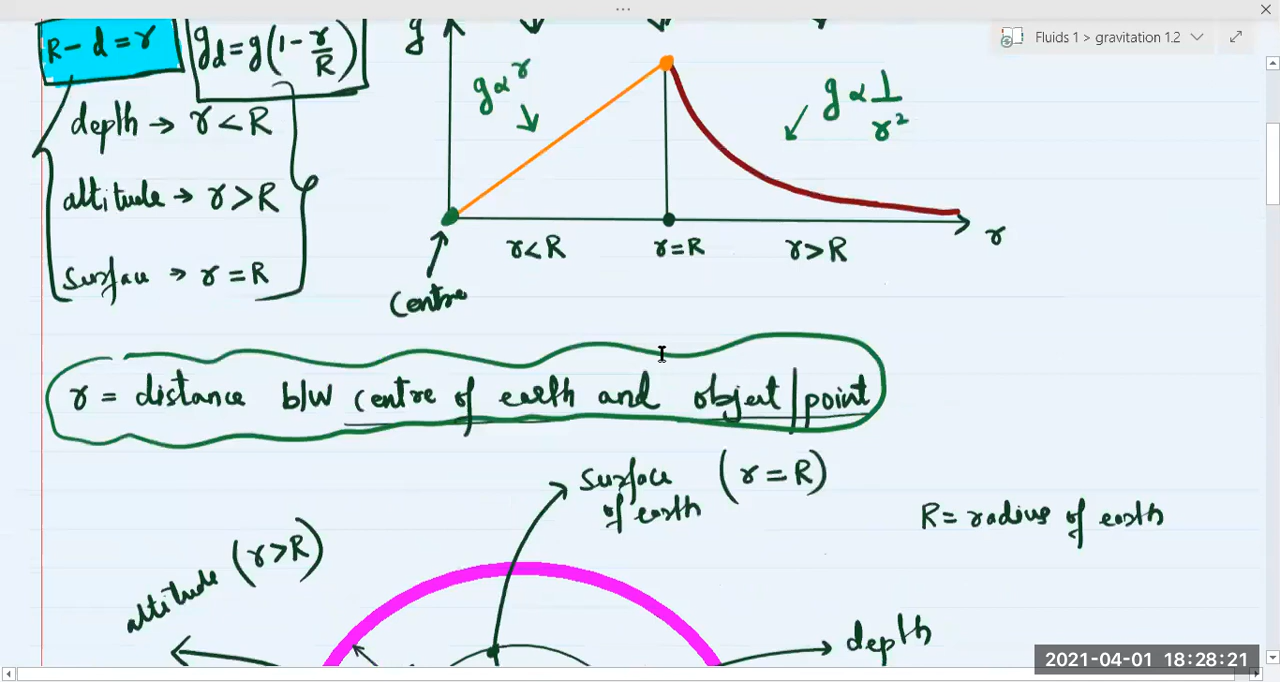 ...
Fluids 1 > gravitation 1.2
R - d = r
g_d = g(1 - r/R)
g
g ∝ r
g ∝ 1/r²
depth → r < R
altitude → r > R
Surface → r = R
r < R
r = R
r > R
r
Centre
r = distance b/w centre of earth and object/point
Surface of earth (r = R)
R = radius of earth
altitude (r > R)
depth
2021-04-01 18:28:21